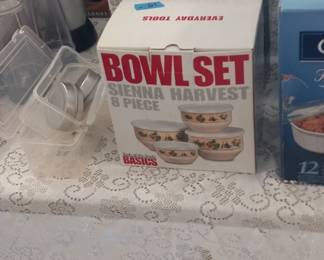 EVERYDAY TOOLS
BOWL SET
SIENNA HARVEST
8 PIECE
BASICS
12